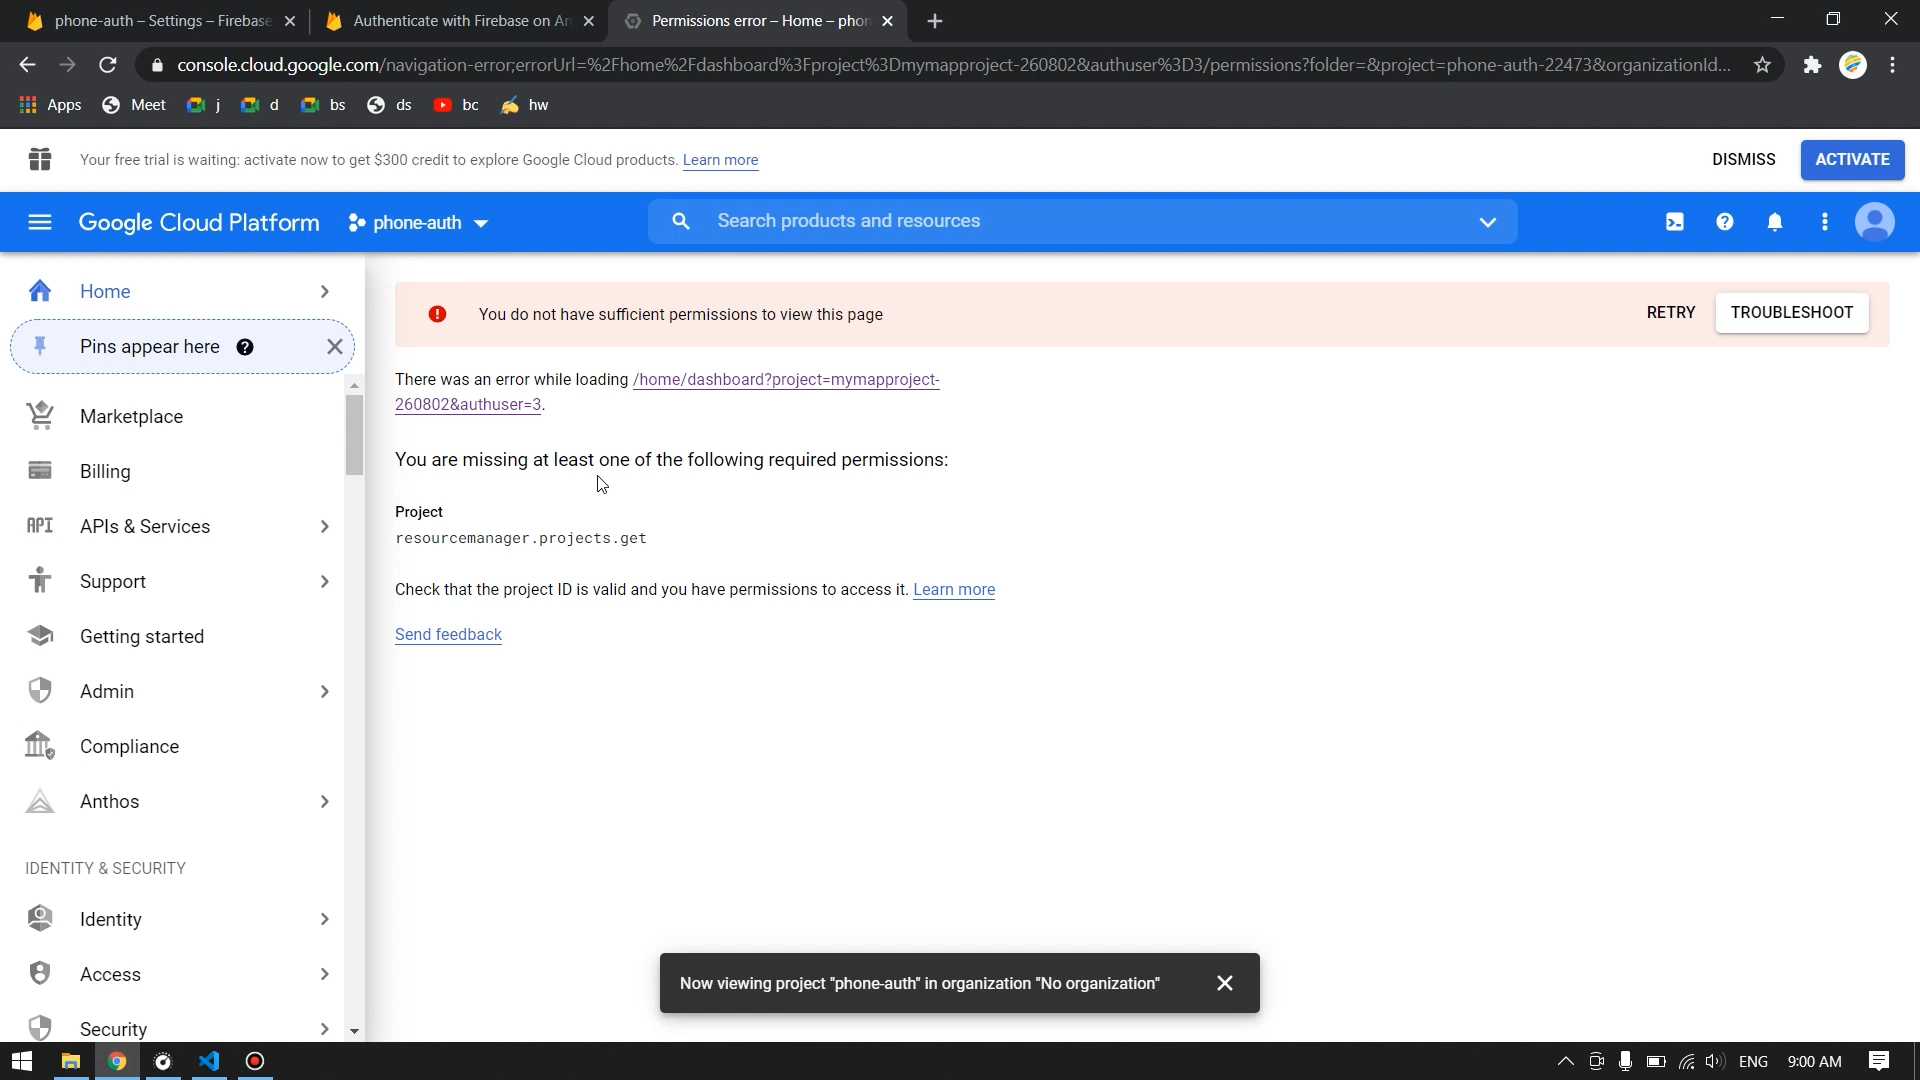 phone-auth – Settings – Firebase
Authenticate with Firebase on An
Permissions error – Home – phon
console.cloud.google.com/navigation-error;errorUrl=%2Fhome%2Fdashboard%3Fproject%3Dmymapproject-260802&authuser%3D3/permissions?folder=&project=phone-auth-22473&organizationId...
Apps
Meet
j
d
bs
ds
bc
hw
Your free trial is waiting: activate now to get $300 credit to explore Google Cloud products. Learn more
DISMISS
ACTIVATE
Google Cloud Platform
phone-auth
Search products and resources
Home
Pins appear here
Marketplace
Billing
API APIs & Services
Support
Getting started
Admin
Compliance
Anthos
IDENTITY & SECURITY
Identity
Access
Security
You do not have sufficient permissions to view this page
RETRY
TROUBLESHOOT
There was an error while loading /home/dashboard?project=mymapproject-
260802&authuser=3.
You are missing at least one of the following required permissions:
Project
resourcemanager.projects.get
Check that the project ID is valid and you have permissions to access it. Learn more
Send feedback
Now viewing project "phone-auth" in organization "No organization"
ENG
9:00 AM